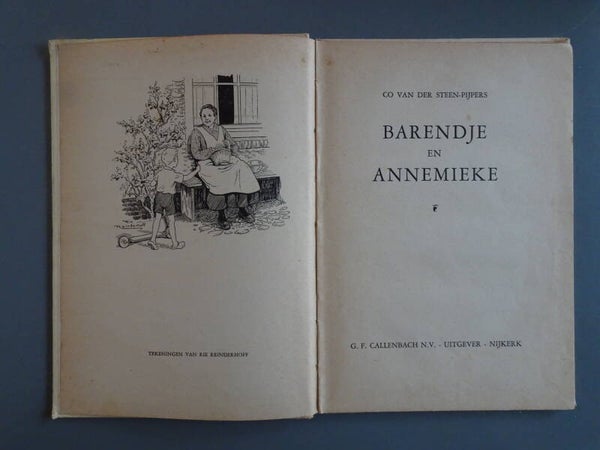 TEKENINGEN VAN RIE REINDERHOFF
CO VAN DER STEEN-PIJPERS
BARENDJE
EN
ANNEMIEKE
G. F. CALLENBACH N.V. - UITGEVER - NIJKERK